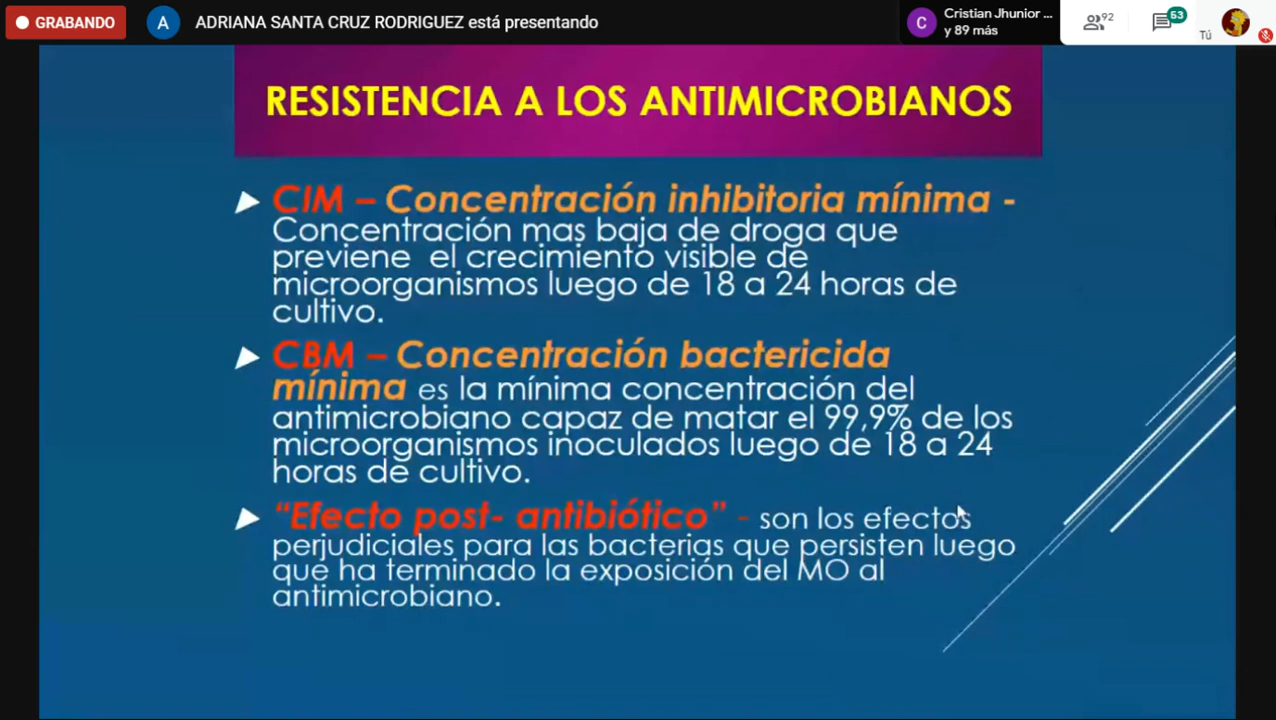 GRABANDO
A
ADRIANA SANTA CRUZ RODRIGUEZ está presentando
C
Cristian Jhunior ...
y 89 más
92
53
Tú
RESISTENCIA A LOS ANTIMICROBIANOS
CIM – Concentración inhibitoria mínima -
Concentración mas baja de droga que
previene el crecimiento visible de
microorganismos luego de 18 a 24 horas de
cultivo.
CBM – Concentración bactericida
mínima es la mínima concentración del
antimicrobiano capaz de matar el 99,9% de los
microorganismos inoculados luego de 18 a 24
horas de cultivo.
“Efecto post- antibiótico” - son los efectos
perjudiciales para las bacterias que persisten luego
que ha terminado la exposición del MO al
antimicrobiano.